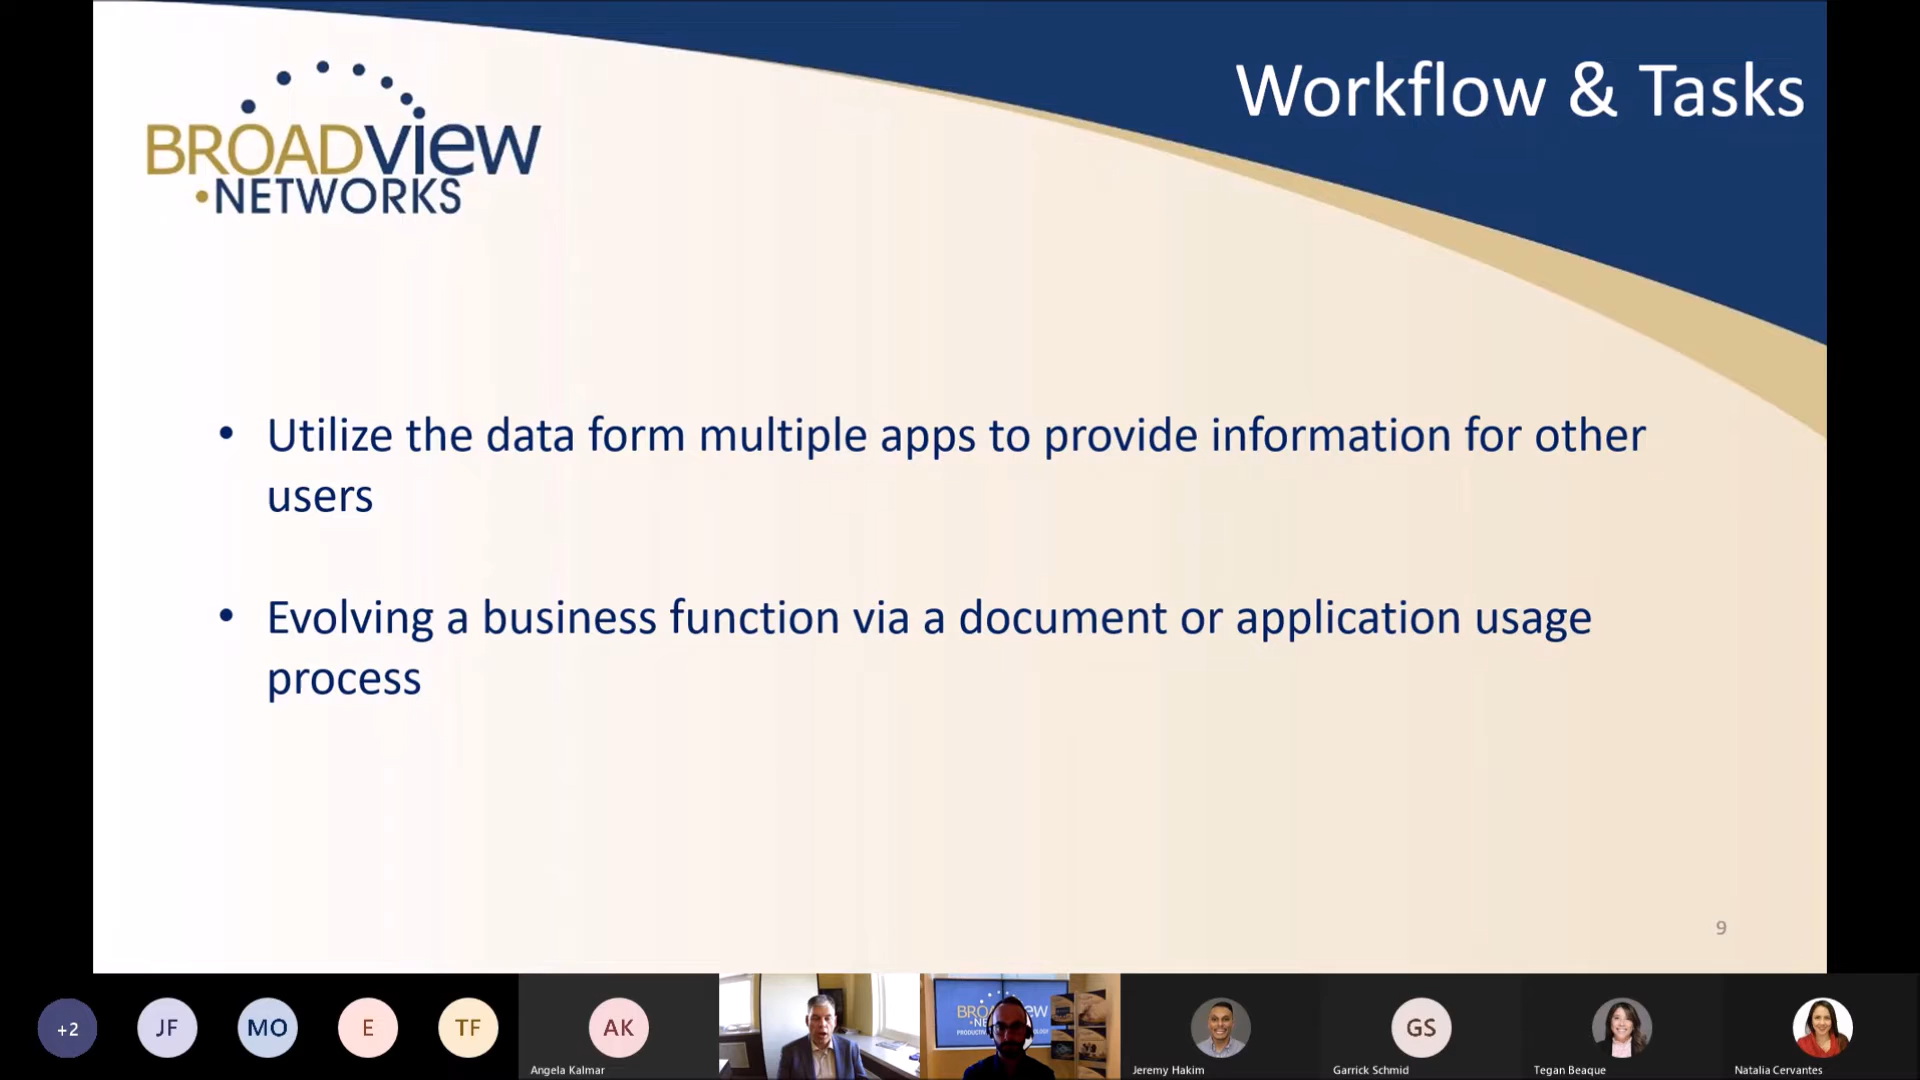 Workflow & Tasks
BROADVIEW
•NETWORKS
• Utilize the data form multiple apps to provide information for other
users
• Evolving a business function via a document or application usage
process
9
+2
JF
MO
E
TF
AK
GS
Angela Kalmar
Jeremy Hakim
Garrick Schmid
Tegan Beaque
Natalia Cervantes